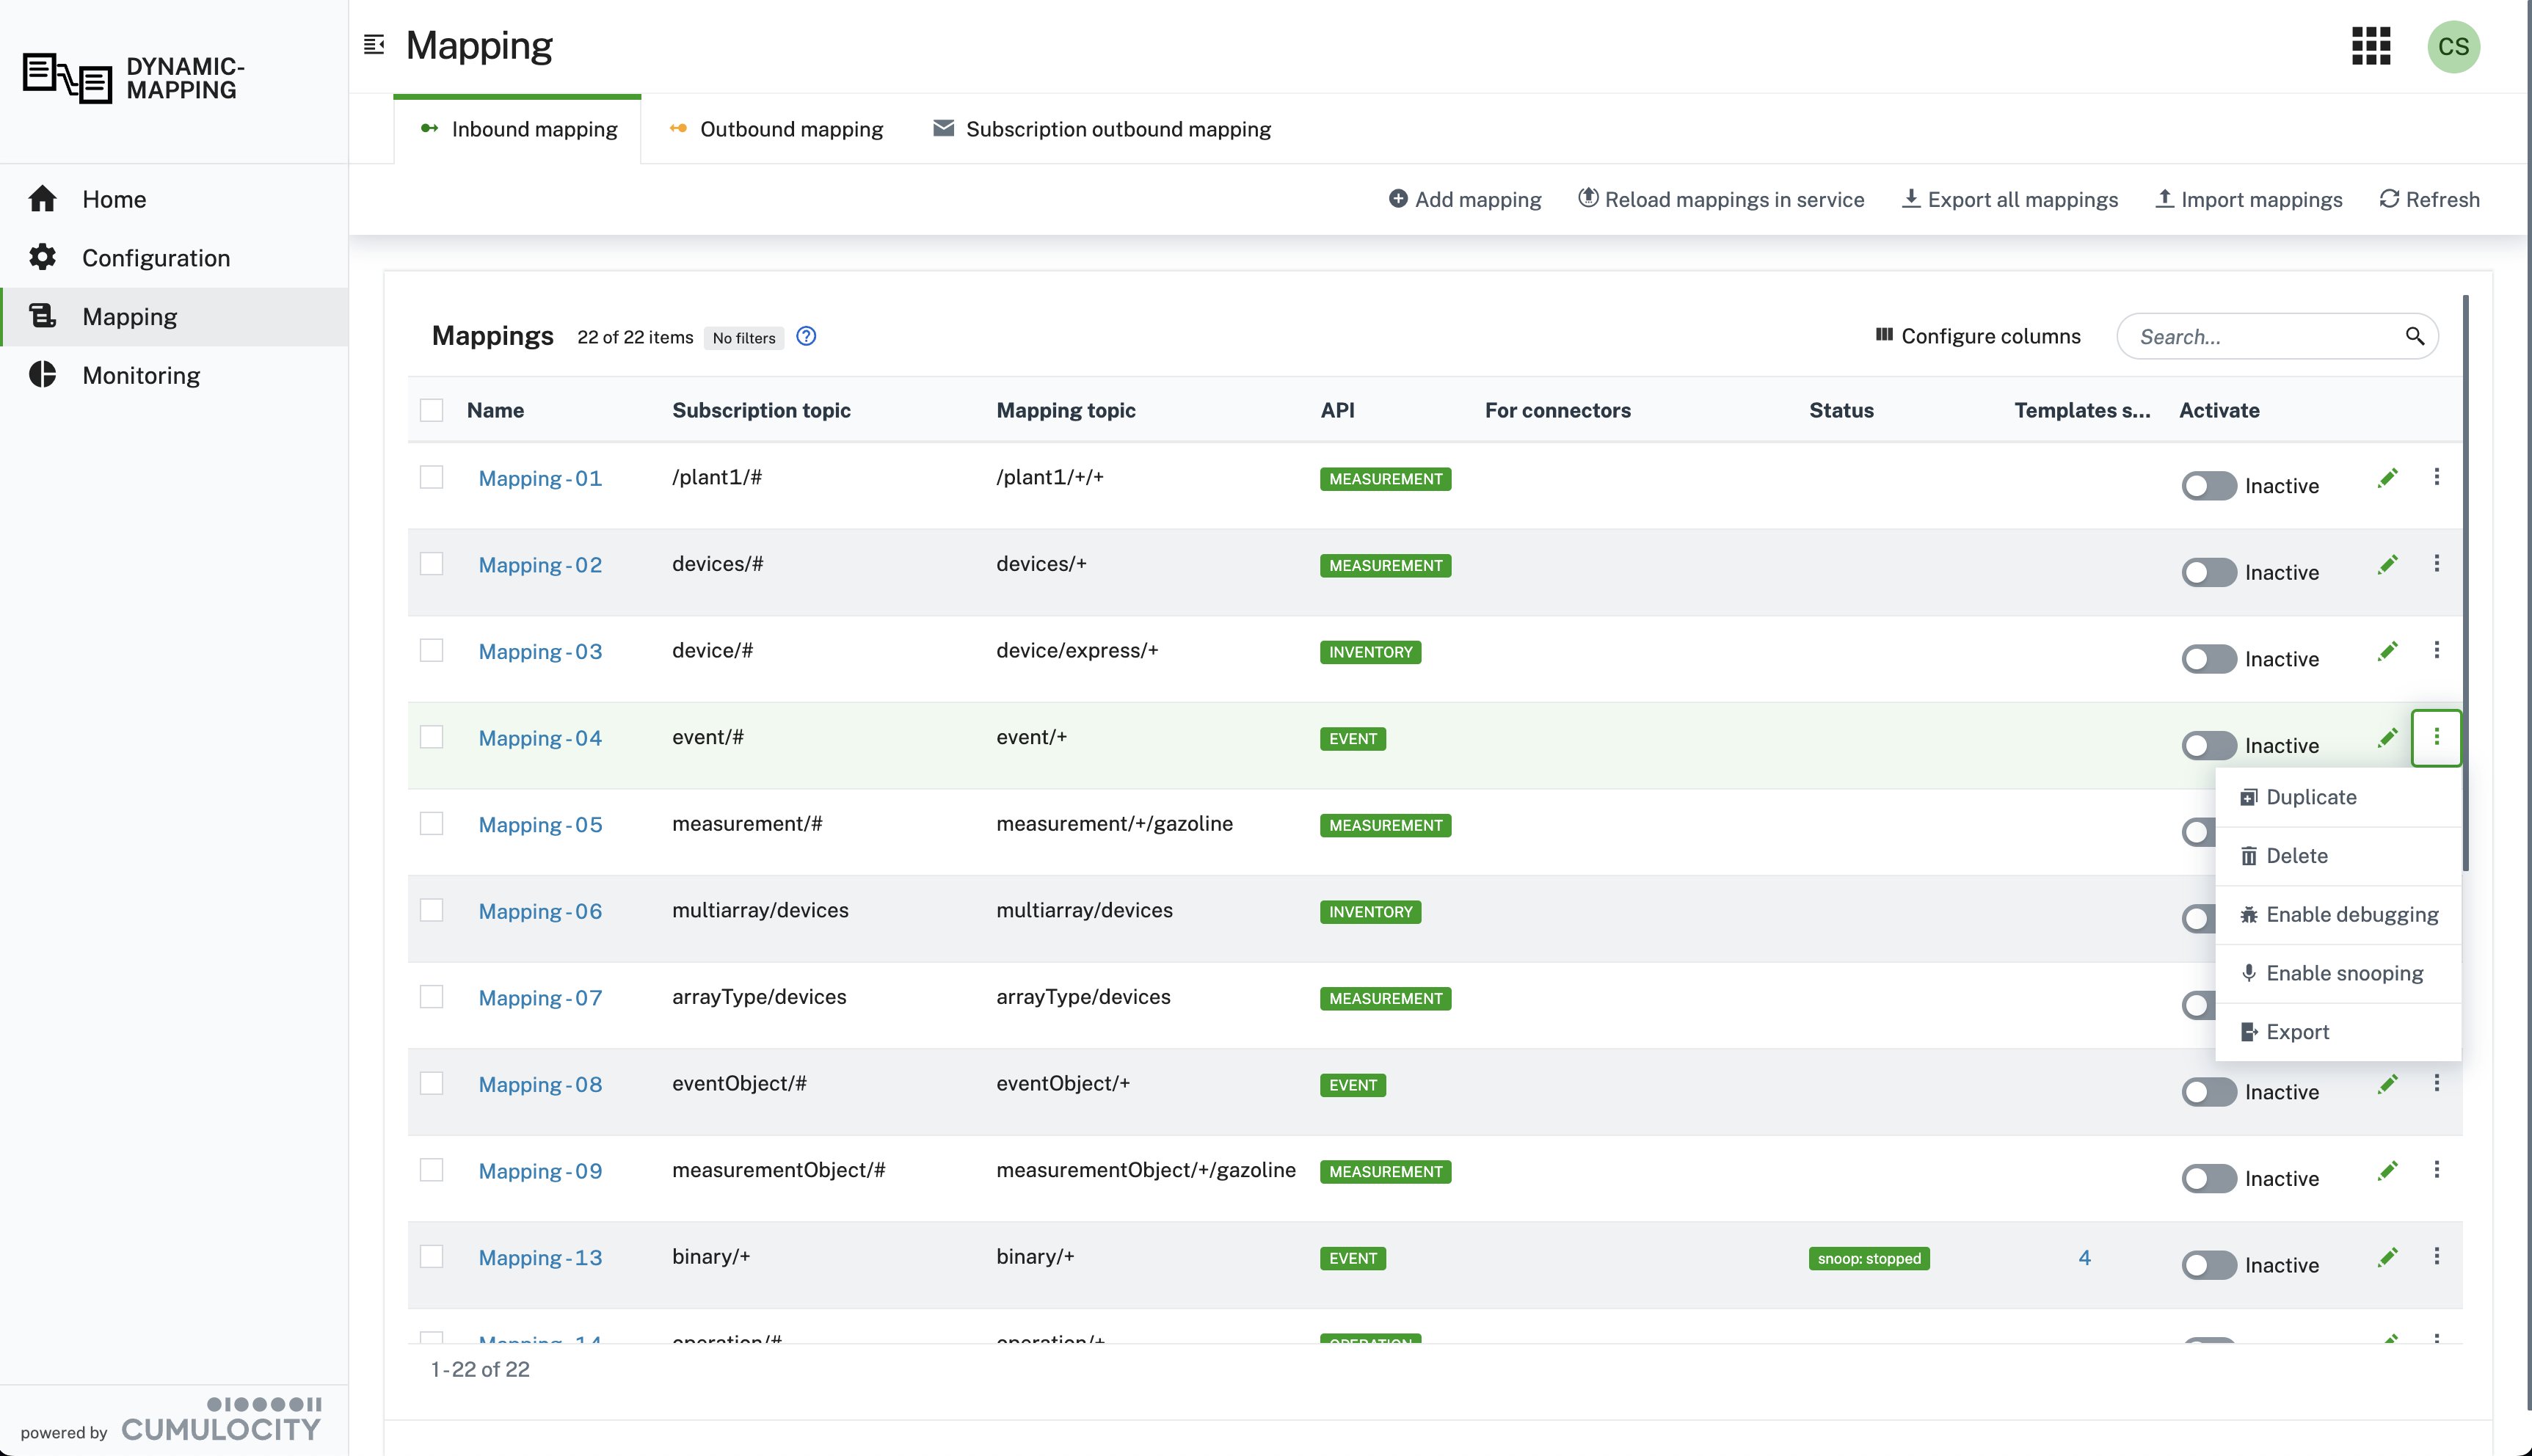 DYNAMIC-
MAPPING
Mapping
CS
Inbound mapping
Outbound mapping
Subscription outbound mapping
Home
Configuration
Mapping
Monitoring
Add mapping
Reload mappings in service
Export all mappings
Import mappings
Refresh
Mappings 22 of 22 items No filters
Configure columns
Search...
Name Subscription topic Mapping topic API For connectors Status Templates s... Activate
Mapping-01 /plant1/# /plant1/+/+ MEASUREMENT Inactive
Mapping-02 devices/# devices/+ MEASUREMENT Inactive
Mapping-03 device/# device/express/+ INVENTORY Inactive
Mapping-04 event/# event/+ EVENT Inactive
Duplicate
Delete
Enable debugging
Enable snooping
Export
Mapping-05 measurement/# measurement/+/gazoline MEASUREMENT
Mapping-06 multiarray/devices multiarray/devices INVENTORY
Mapping-07 arrayType/devices arrayType/devices MEASUREMENT
Mapping-08 eventObject/# eventObject/+ EVENT Inactive
Mapping-09 measurementObject/# measurementObject/+/gazoline MEASUREMENT Inactive
Mapping-13 binary/+ binary/+ EVENT snoop: stopped 4 Inactive
Mapping-14 operation/# operation/+ OPERATION
1-22 of 22
powered by CUMULOCITY